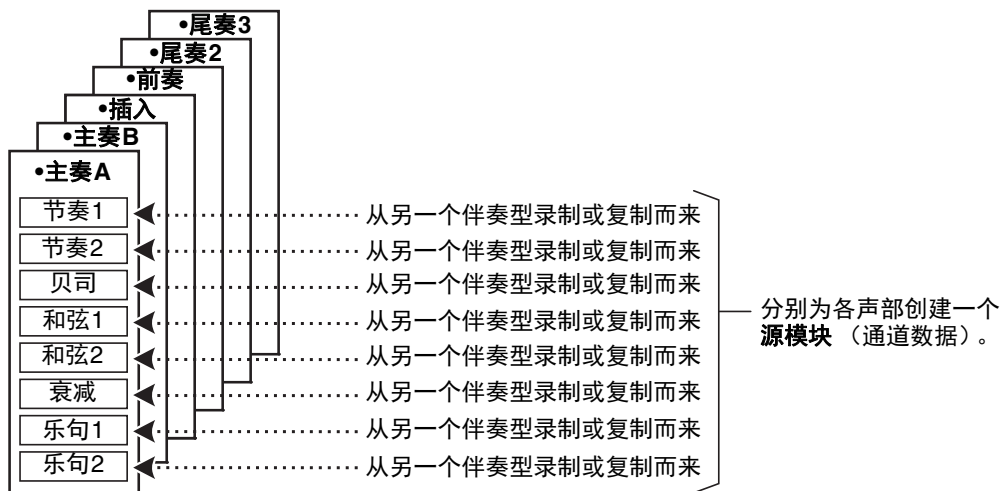 •尾奏3
•尾奏2
•前奏
•插入
•主奏B
•主奏A
节奏1 从另一个伴奏型录制或复制而来
节奏2 从另一个伴奏型录制或复制而来
贝司 从另一个伴奏型录制或复制而来
和弦1 从另一个伴奏型录制或复制而来
和弦2 从另一个伴奏型录制或复制而来
衰减 从另一个伴奏型录制或复制而来
乐句1 从另一个伴奏型录制或复制而来
乐句2 从另一个伴奏型录制或复制而来
分别为各声部创建一个
源模块 （通道数据）。